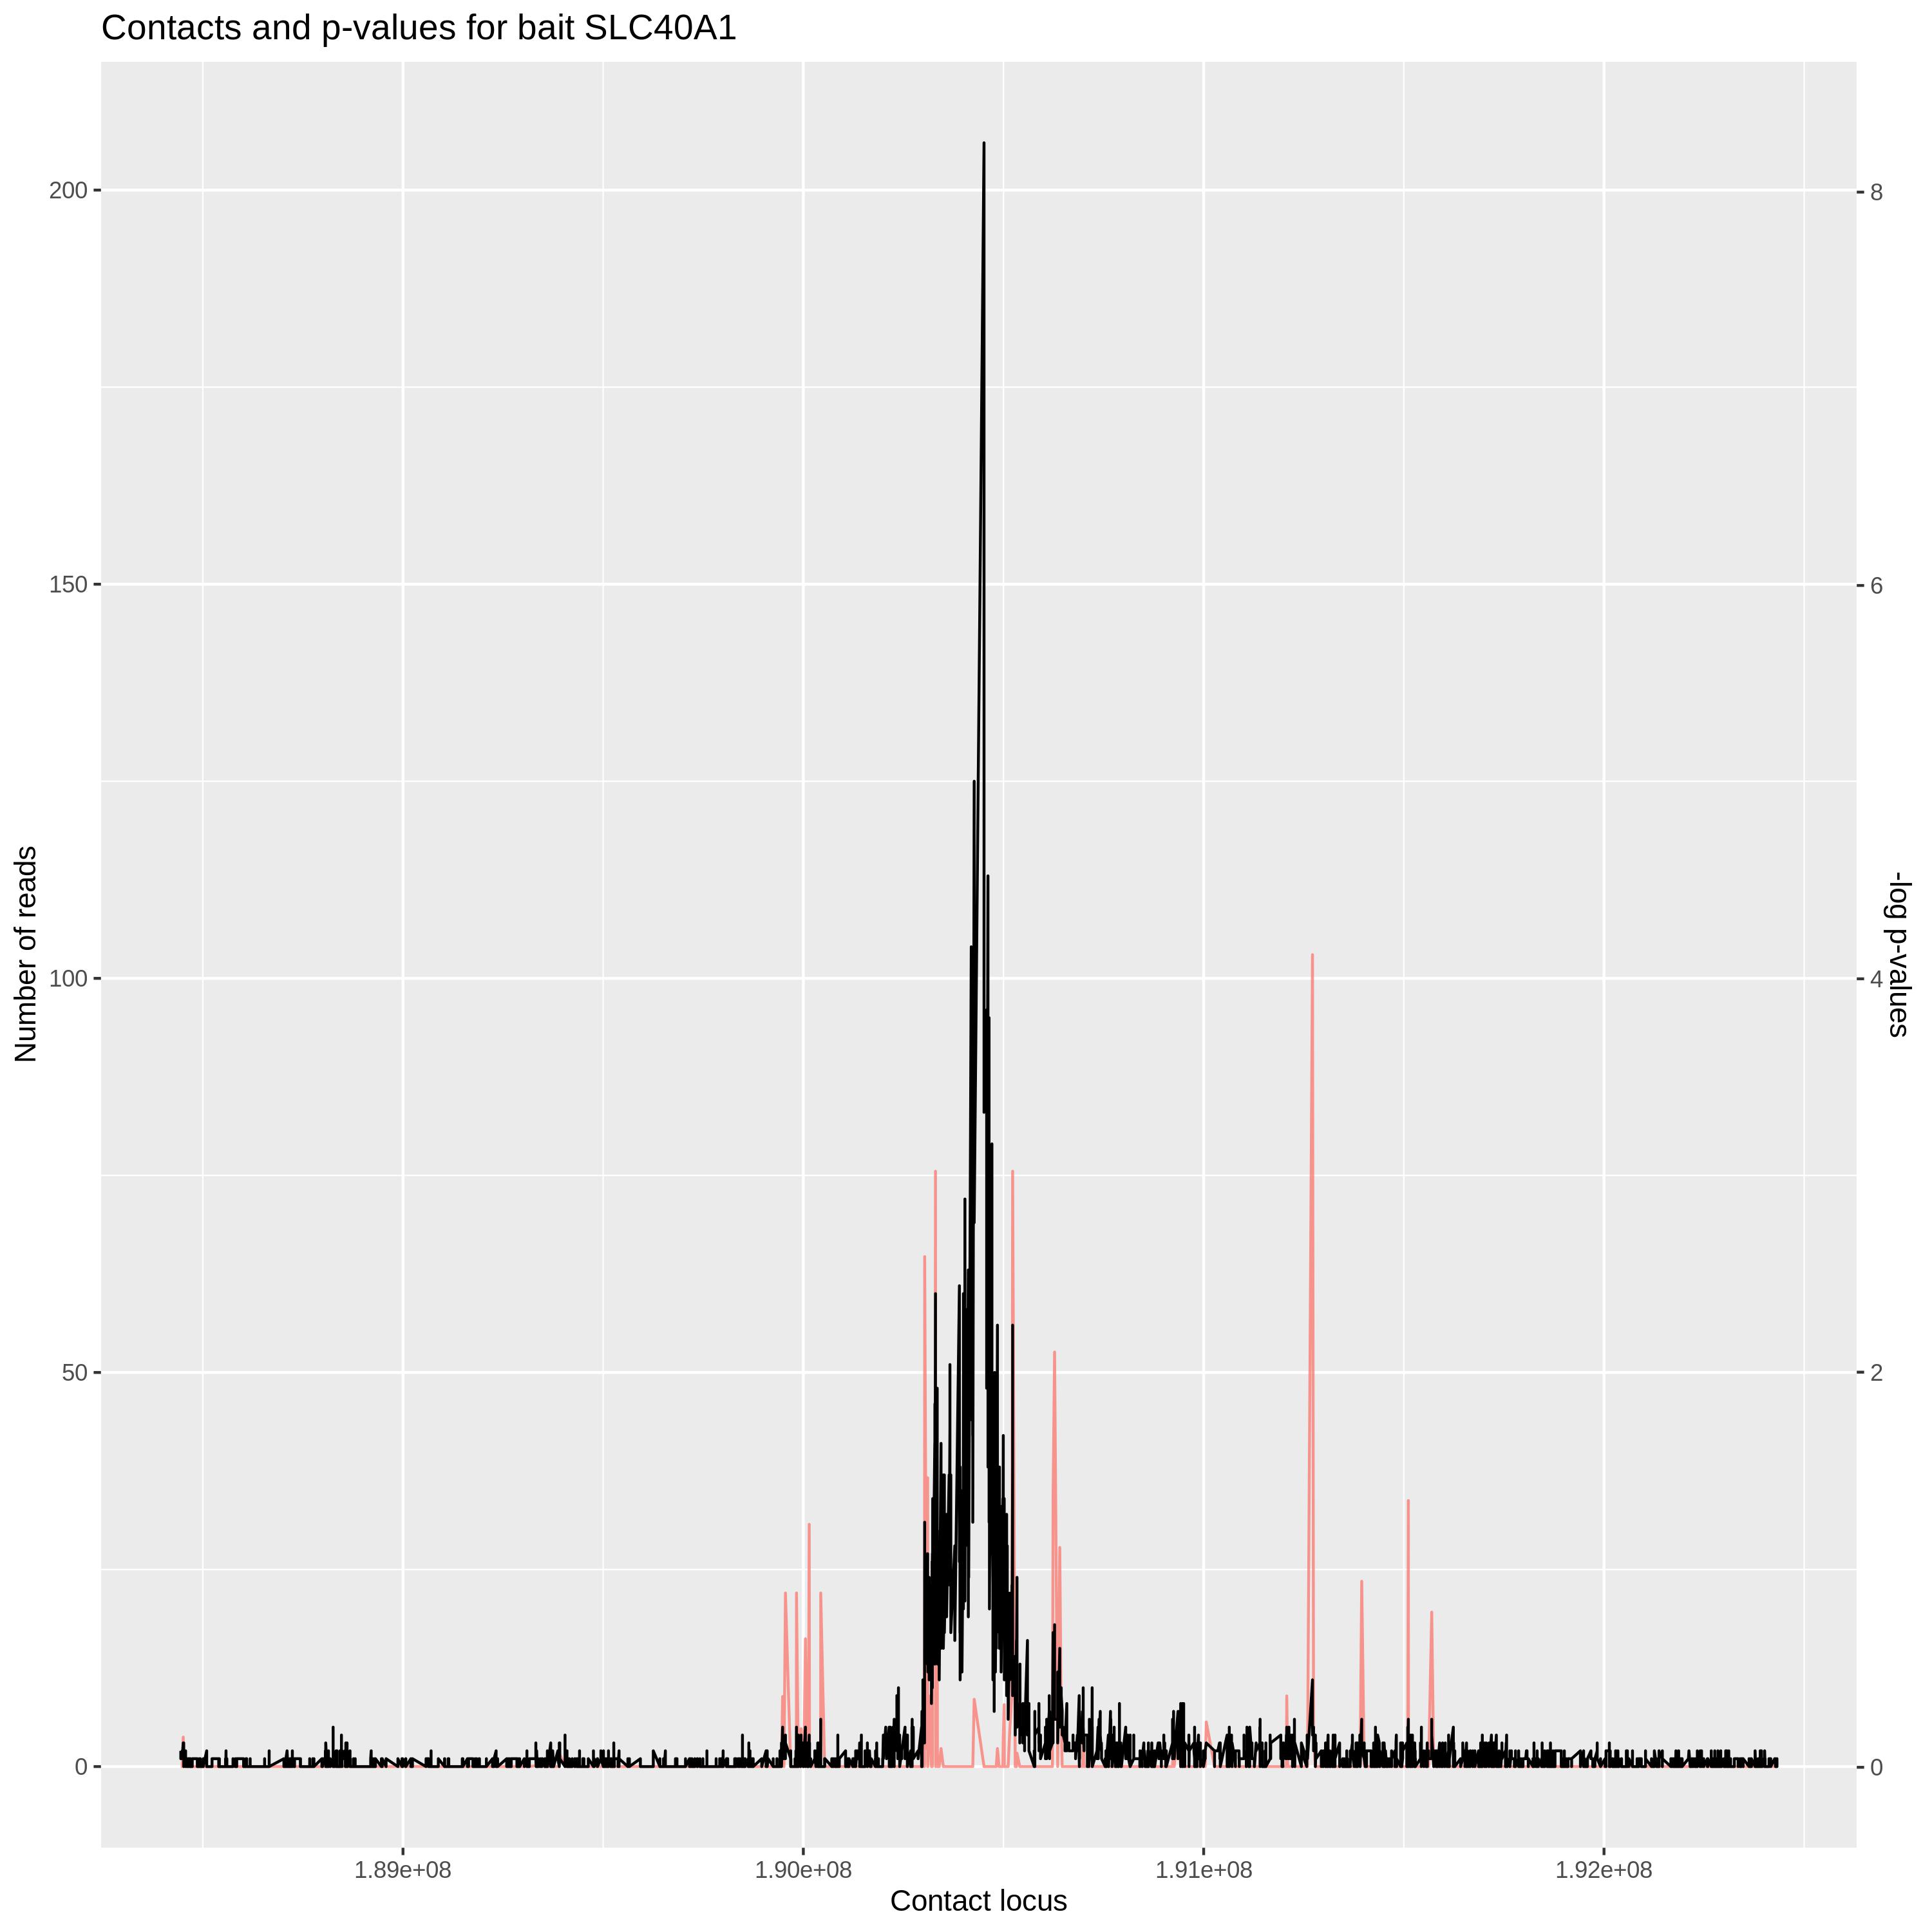 Contacts and p-values for bait SLC40A1
200
150
100
50
0
Number of reads
8
6
4
2
0
-log p-values
1.89e+08
1.90e+08
1.91e+08
1.92e+08
Contact locus